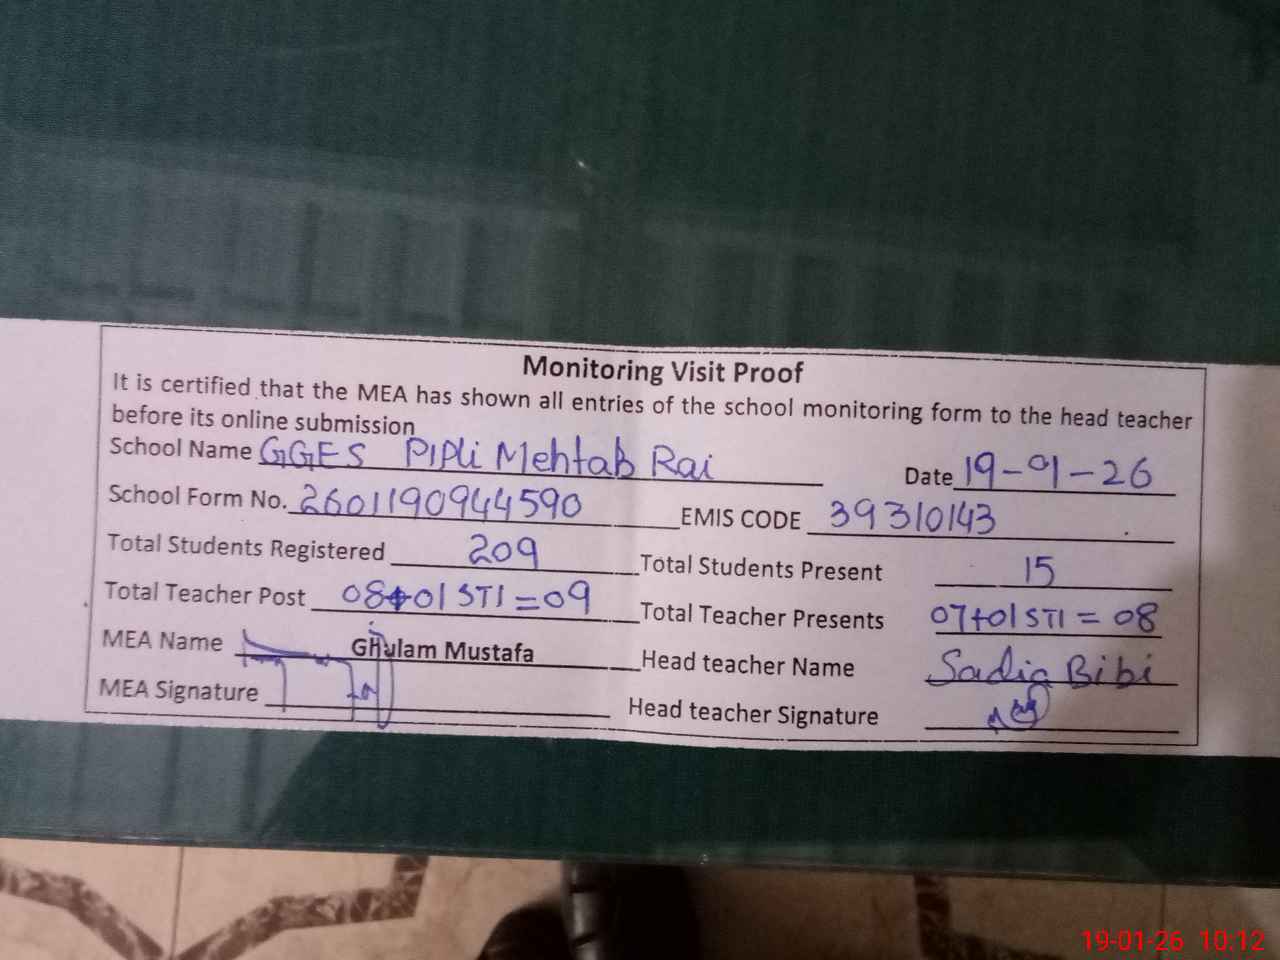 Monitoring Visit Proof
It is certified that the MEA has shown all entries of the school monitoring form to the head teacher
before its online submission
School Name GGES PIPli Mehtab Rai Date 19-01-26
School Form No. 2601190944590 EMIS CODE 39310143
Total Students Registered 209 Total Students Present 15
Total Teacher Post 08+01 STI = 09 Total Teacher Presents 07+01 STI = 08
MEA Name Ghulam Mustafa Head teacher Name Sadia Bibi
MEA Signature Head teacher Signature
19-01-26 10:12